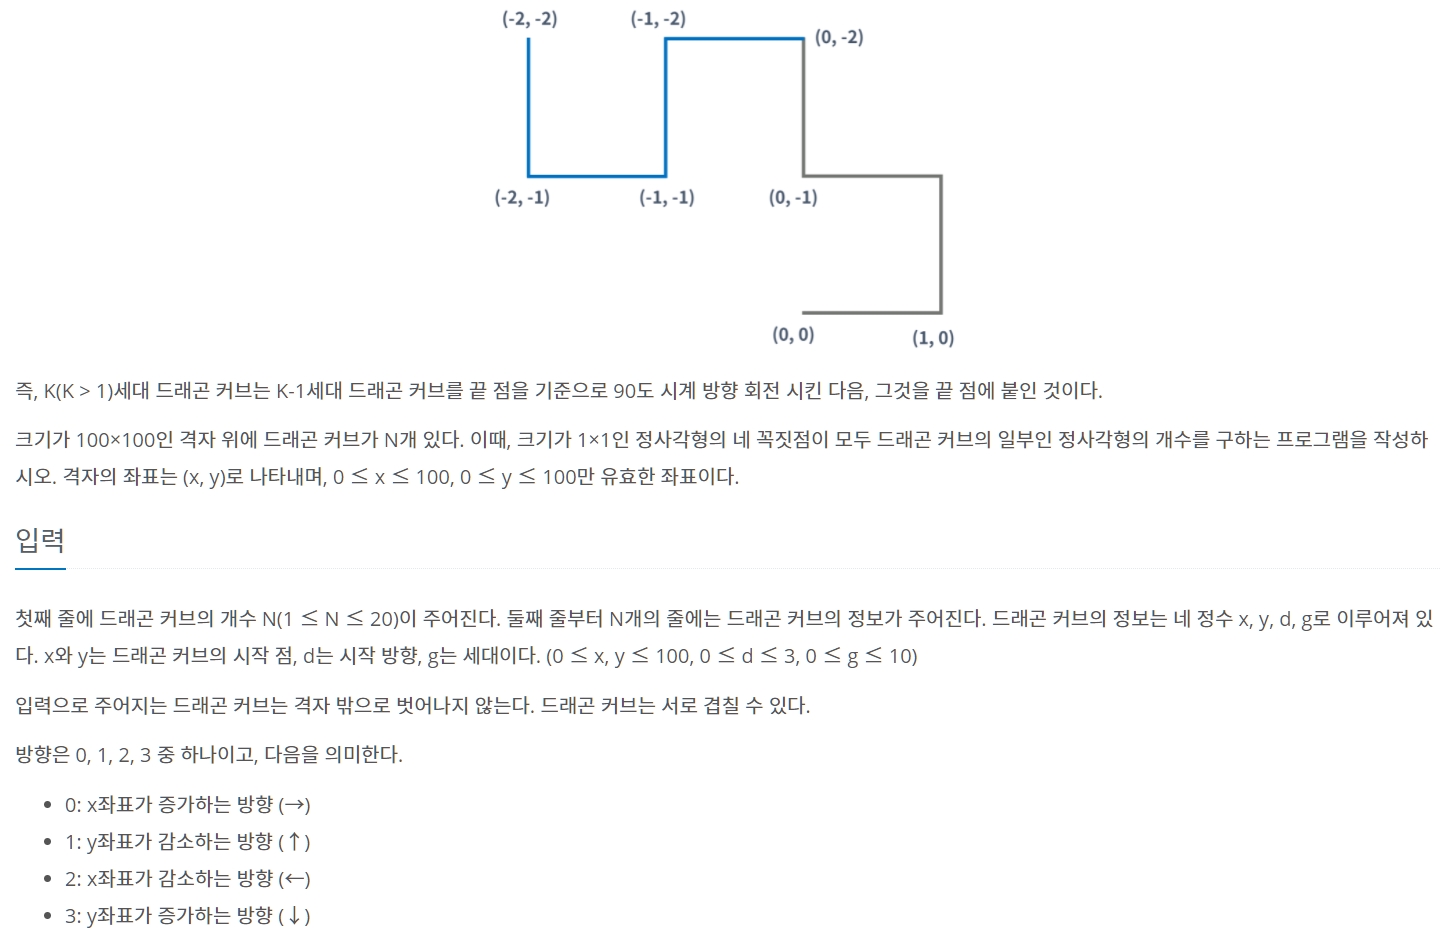 (-2, -2)
(-1, -2)
(0, -2)
(-2, -1)
(-1, -1)
(0, -1)
(0, 0)
(1, 0)
즉, K(K > 1)세대 드래곤 커브는 K-1세대 드래곤 커브를 끝 점을 기준으로 90도 시계 방향 회전 시킨 다음, 그것을 끝 점에 붙인 것이다.
크기가 100×100인 격자 위에 드래곤 커브가 N개 있다. 이때, 크기가 1×1인 정사각형의 네 꼭짓점이 모두 드래곤 커브의 일부인 정사각형의 개수를 구하는 프로그램을 작성하
시오. 격자의 좌표는 (x, y)로 나타내며, 0 ≤ x ≤ 100, 0 ≤ y ≤ 100만 유효한 좌표이다.
입력
첫째 줄에 드래곤 커브의 개수 N(1 ≤ N ≤ 20)이 주어진다. 둘째 줄부터 N개의 줄에는 드래곤 커브의 정보가 주어진다. 드래곤 커브의 정보는 네 정수 x, y, d, g로 이루어져 있
다. x와 y는 드래곤 커브의 시작 점, d는 시작 방향, g는 세대이다. (0 ≤ x, y ≤ 100, 0 ≤ d ≤ 3, 0 ≤ g ≤ 10)
입력으로 주어지는 드래곤 커브는 격자 밖으로 벗어나지 않는다. 드래곤 커브는 서로 겹칠 수 있다.
방향은 0, 1, 2, 3 중 하나이고, 다음을 의미한다.
• 0: x좌표가 증가하는 방향 (→)
• 1: y좌표가 감소하는 방향 (↑)
• 2: x좌표가 감소하는 방향 (←)
• 3: y좌표가 증가하는 방향 (↓)